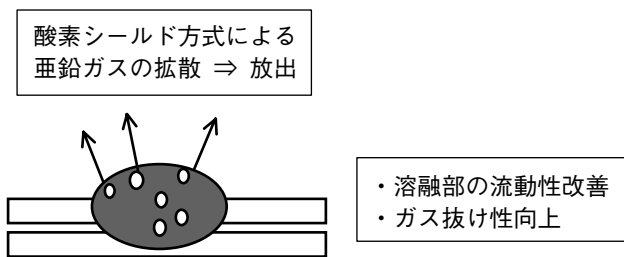 酸素シールド方式による
亜鉛ガスの拡散 ⇒ 放出
・溶融部の流動性改善
・ガス抜け性向上